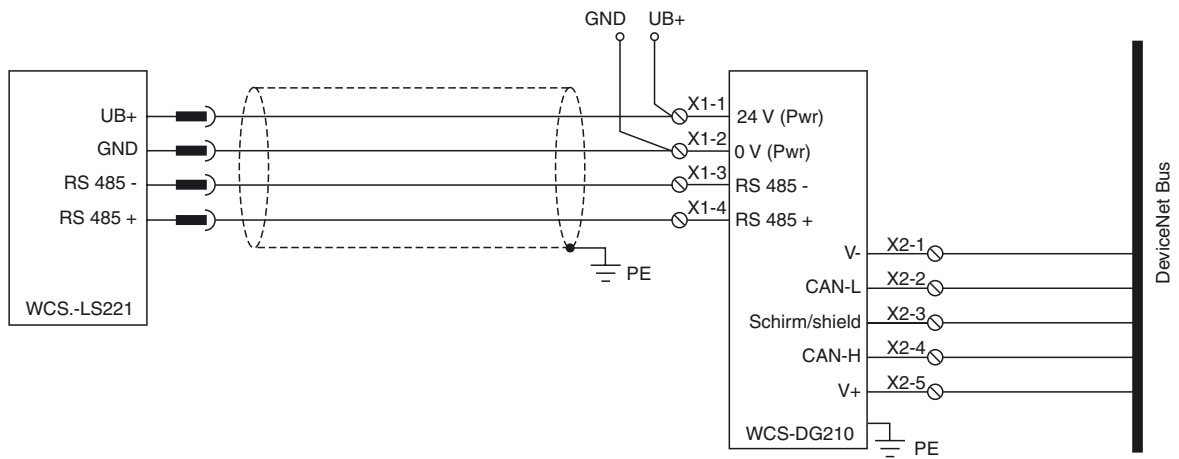 GND UB+
UB+
GND
RS 485 -
RS 485 +
WCS.-LS221
PE
X1-1
24 V (Pwr)
X1-2
0 V (Pwr)
X1-3
RS 485 -
X1-4
RS 485 +
V- X2-1
CAN-L X2-2
Schirm/shield X2-3
CAN-H X2-4
V+ X2-5
WCS-DG210
PE
DeviceNet Bus